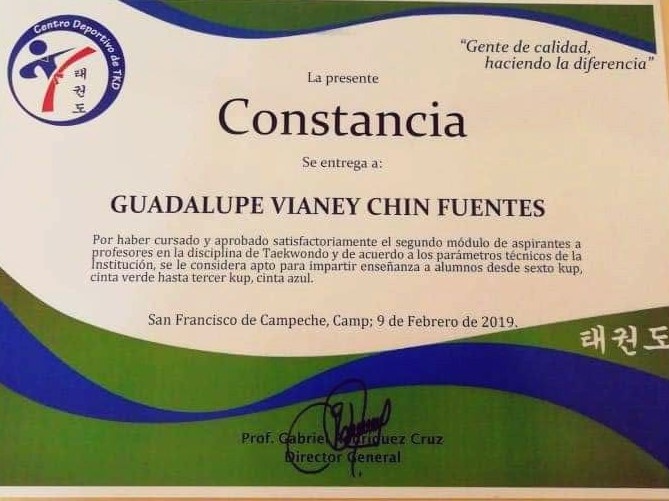 Centro Deportivo de TKD
태
권
도
“Gente de calidad,
haciendo la diferencia”
La presente
Constancia
Se entrega a:
GUADALUPE VIANEY CHIN FUENTES
Por haber cursado y aprobado satisfactoriamente el segundo módulo de aspirantes a
profesores en la disciplina de Taekwondo y de acuerdo a los parámetros técnicos de la
Institución, se le considera apto para impartir enseñanza a alumnos desde sexto kup,
cinta verde hasta tercer kup, cinta azul.
San Francisco de Campeche, Camp; 9 de Febrero de 2019.
태권도
Prof. Gabriel Cruz
Director General